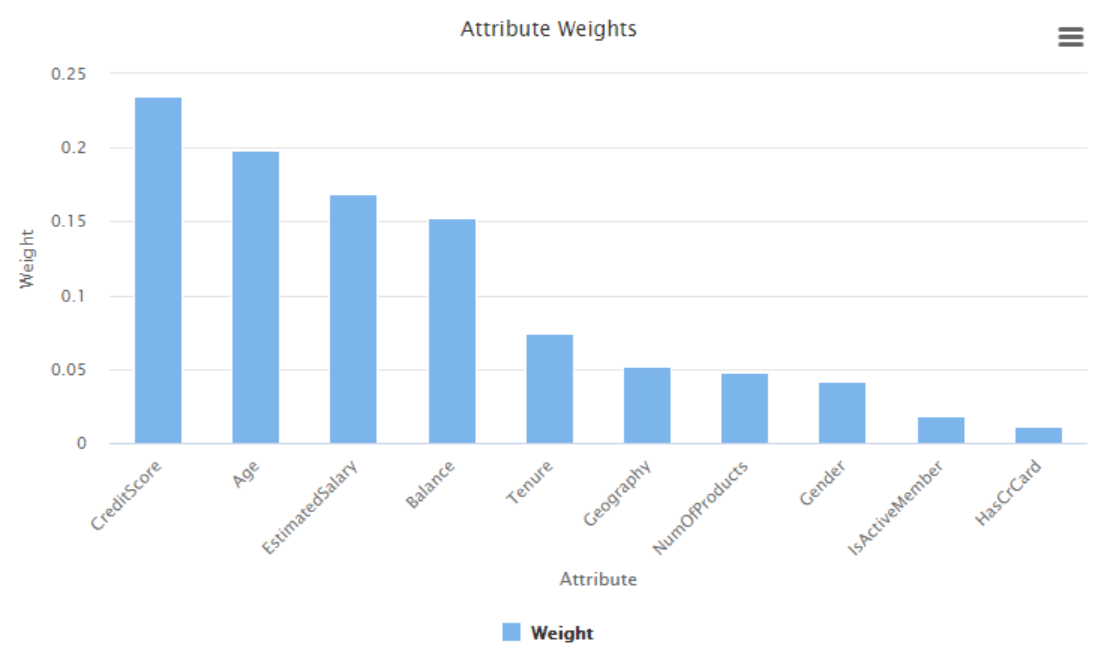 Attribute Weights
0.25
0.2
0.15
0.1
0.05
0
Weight
CreditScore
Age
EstimatedSalary
Balance
Tenure
Geography
NumOfProducts
Gender
IsActiveMember
HasCrCard
Attribute
Weight